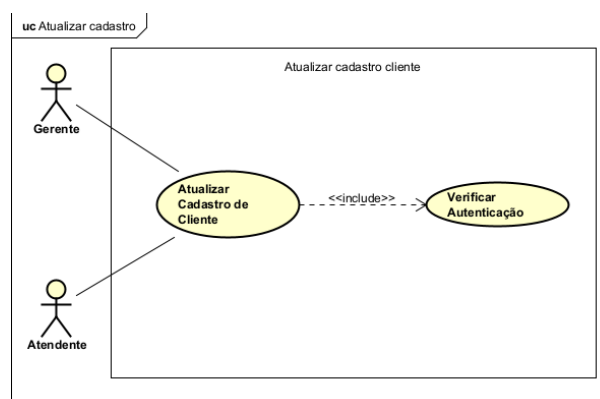 uc Atualizar cadastro
Atualizar cadastro cliente
Gerente
Atualizar
Cadastro de
Cliente
<<include>>
Verificar
Autenticação
Atendente